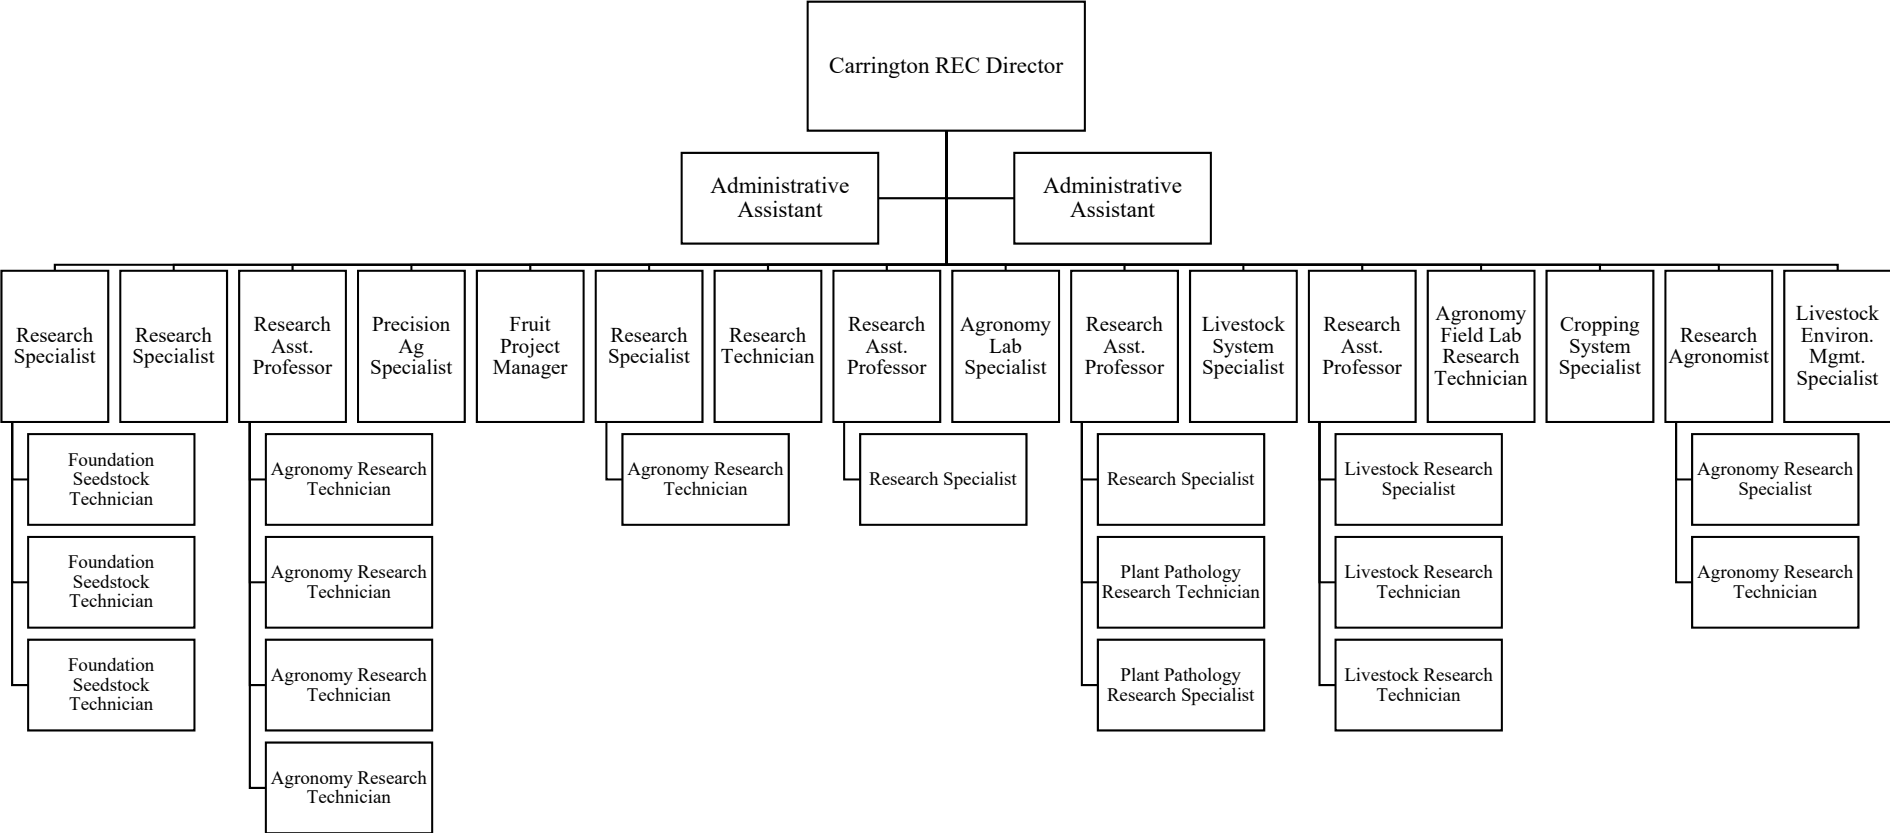 Carrington REC Director
Administrative
Assistant
Administrative
Assistant
Research
Specialist
Research
Specialist
Research
Asst.
Professor
Precision
Ag
Specialist
Fruit
Project
Manager
Research
Specialist
Research
Technician
Research
Asst.
Professor
Agronomy
Lab
Specialist
Research
Asst.
Professor
Livestock
System
Specialist
Research
Asst.
Professor
Agronomy
Field Lab
Research
Technician
Cropping
System
Specialist
Research
Agronomist
Livestock
Environ.
Mgmt.
Specialist
Foundation
Seedstock
Technician
Foundation
Seedstock
Technician
Foundation
Seedstock
Technician
Agronomy Research
Technician
Agronomy Research
Technician
Agronomy Research
Technician
Agronomy Research
Technician
Agronomy Research
Technician
Research Specialist
Research Specialist
Plant Pathology
Research Technician
Plant Pathology
Research Specialist
Livestock Research
Specialist
Livestock Research
Technician
Livestock Research
Technician
Agronomy Research
Specialist
Agronomy Research
Technician